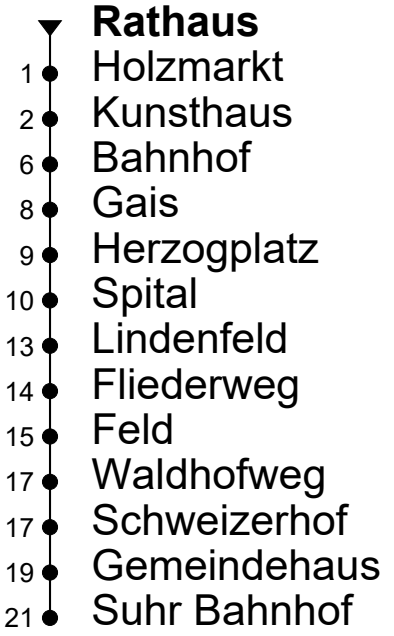 Rathaus
1 Holzmarkt
2 Kunsthaus
6 Bahnhof
8 Gais
9 Herzogplatz
10 Spital
13 Lindenfeld
14 Fliederweg
15 Feld
17 Waldhofweg
17 Schweizerhof
19 Gemeindehaus
21 Suhr Bahnhof